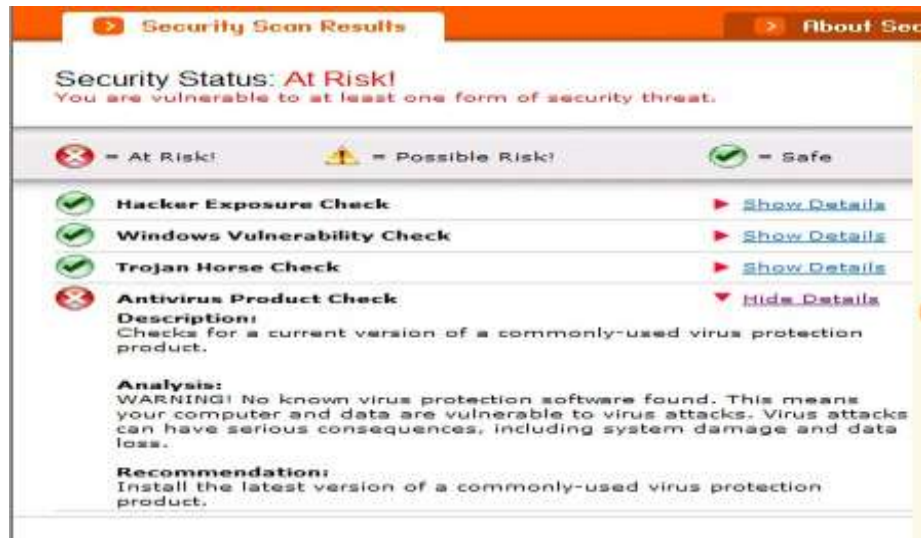 Security Scan Results
About Sec
Security Status: At Risk!
You are vulnerable to at least one form of security threat.
= At Risk! = Possible Risk! = Safe
Hacker Exposure Check Show Details
Windows Vulnerability Check Show Details
Trojan Horse Check Show Details
Antivirus Product Check Hide Details
Description:
Checks for a current version of a commonly-used virus protection
product.
Analysis:
WARNING! No known virus protection software found. This means
your computer and data are vulnerable to virus attacks. Virus attacks
can have serious consequences, including system damage and data
loss.
Recommendation:
Install the latest version of a commonly-used virus protection
product.